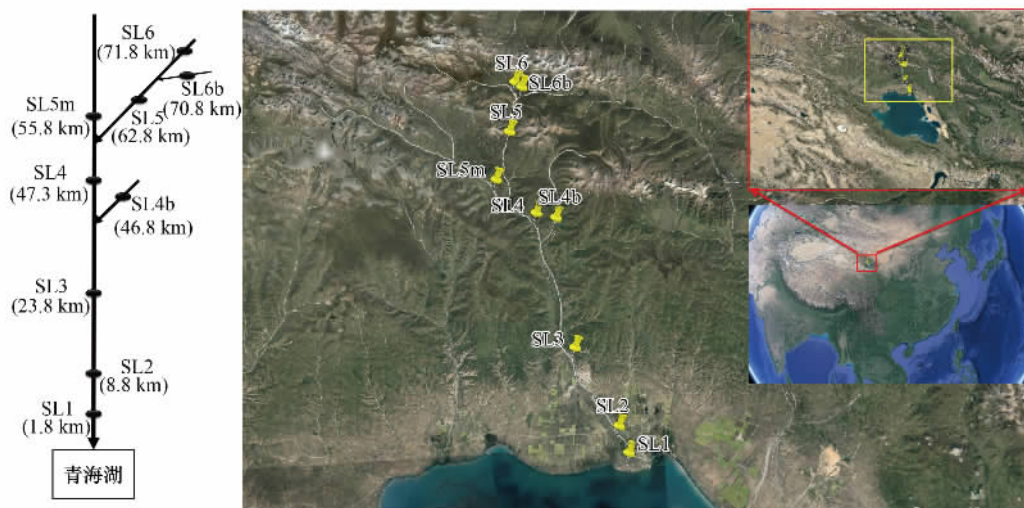 SL6
(71.8 km)
SL6b
(70.8 km)
SL5m
(55.8 km)
SL5
(62.8 km)
SL4
(47.3 km)
SL4b
(46.8 km)
SL3
(23.8 km)
SL2
(8.8 km)
SL1
(1.8 km)
青海湖
SL6
SL6b
SL5
SL5m
SL4
SL4b
SL3
SL2
SL1